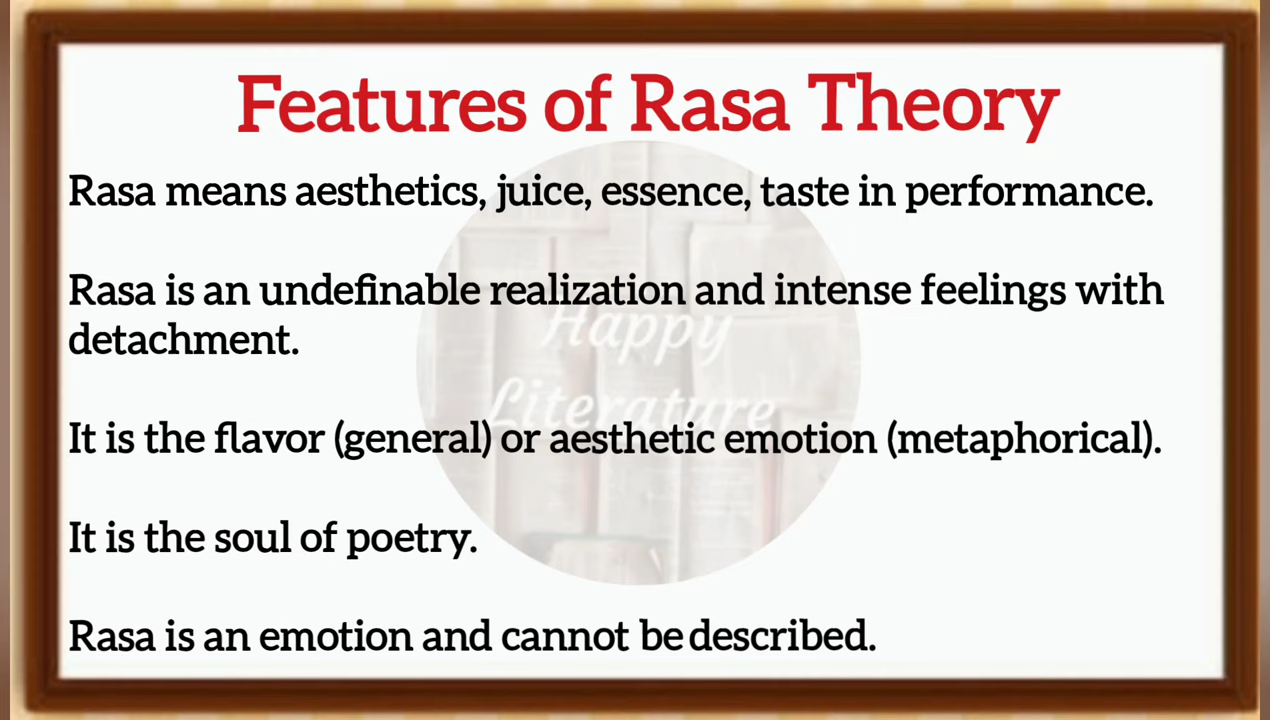 Features of Rasa Theory
Rasa means aesthetics, juice, essence, taste in performance.
Rasa is an undefinable realization and intense feelings with
detachment.
Happy
Literature
It is the flavor (general) or aesthetic emotion (metaphorical).
It is the soul of poetry.
Rasa is an emotion and cannot be described.